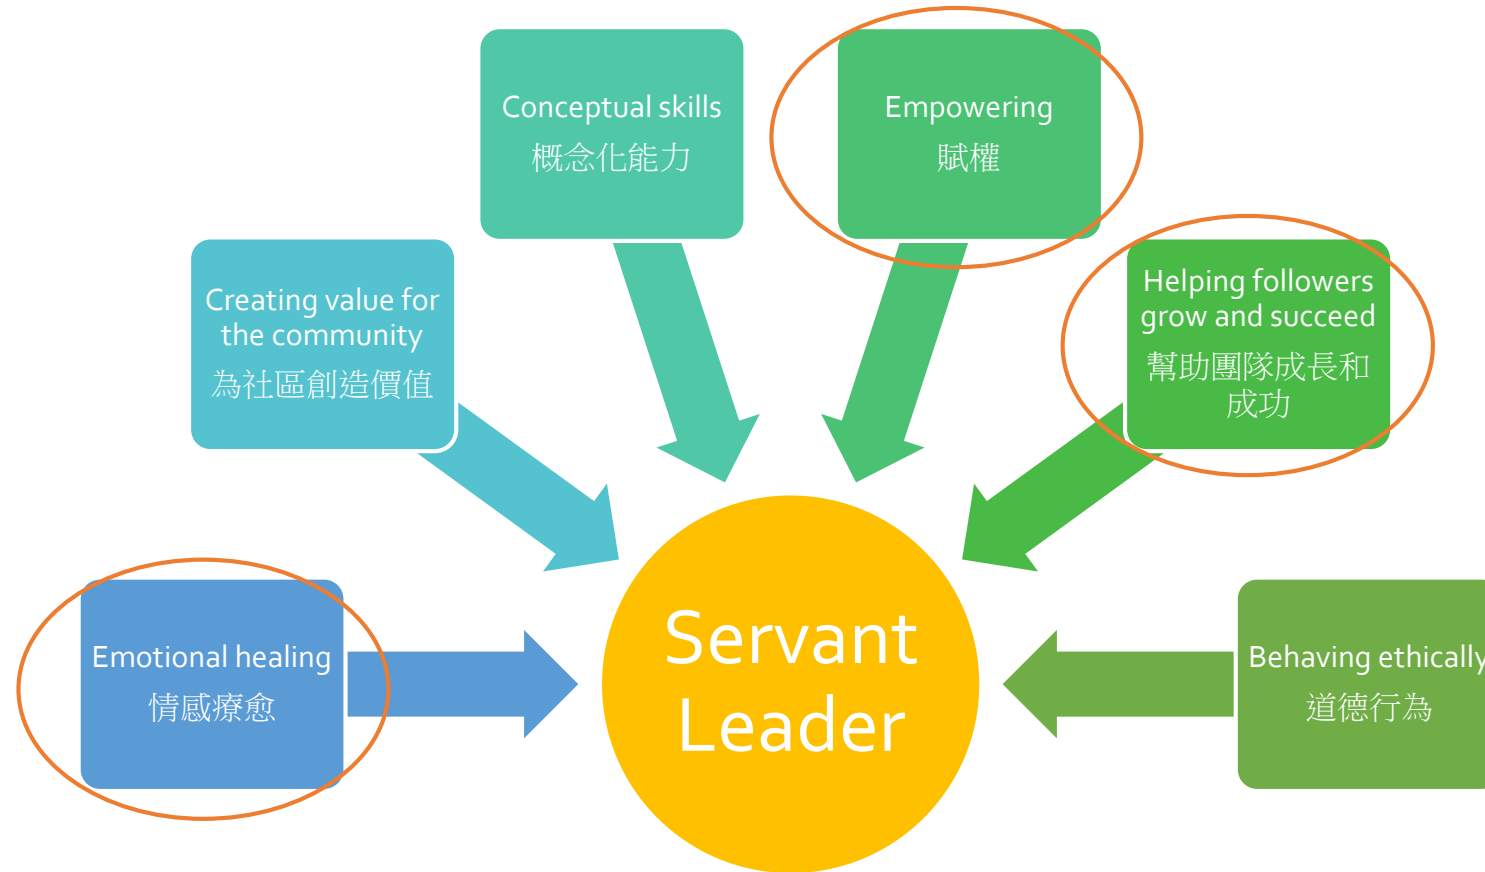 Conceptual skills
概念化能力
Empowering
賦權
Creating value for
the community
為社區創造價值
Helping followers
grow and succeed
幫助團隊成長和
成功
Emotional healing
情感療愈
Servant
Leader
Behaving ethically
道德行為